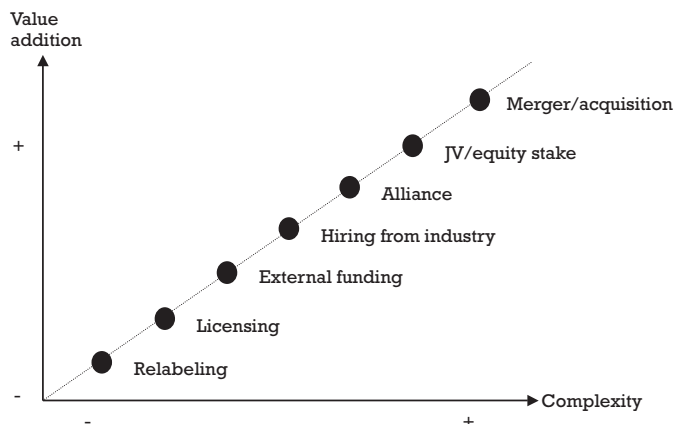 Value
addition
Merger/acquisition
+
JV/equity stake
Alliance
Hiring from industry
External funding
Licensing
Relabeling
-
Complexity
-
+